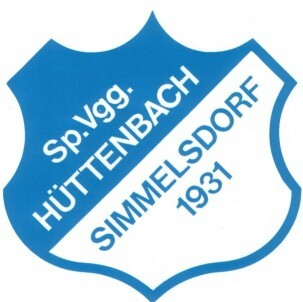 Sp.Vgg.
HÜTTENBACH
SIMMELSDORF
1931